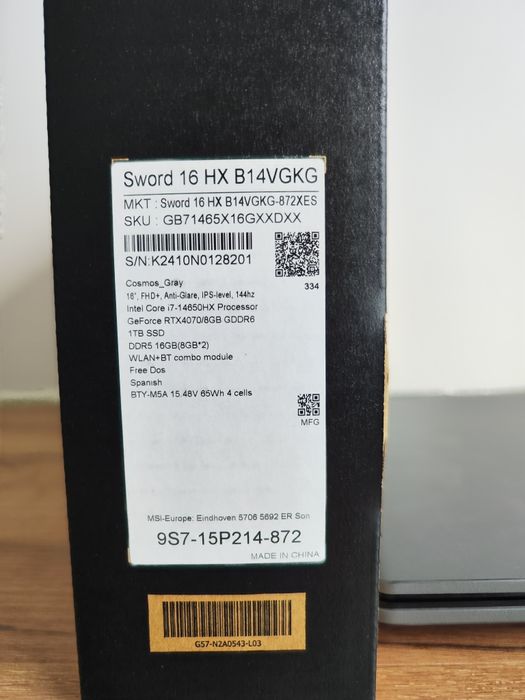 Sword 16 HX B14VGKG
MKT : Sword 16 HX B14VGKG-872XES
SKU : GB71465X16GXXDXX
S/N:K2410N0128201
334
Cosmos_Gray
16", FHD+, Anti-Glare, IPS-level, 144hz
Intel Core i7-14650HX Processor
GeForce RTX4070/8GB GDDR6
1TB SSD
DDR5 16GB(8GB*2)
WLAN+BT combo module
Free Dos
Spanish
BTY-M5A 15.48V 65Wh 4 cells
MFG
MSI-Europe: Eindhoven 5706 5692 ER Son
9S7-15P214-872
MADE IN CHINA
G57-N2A0543-L03